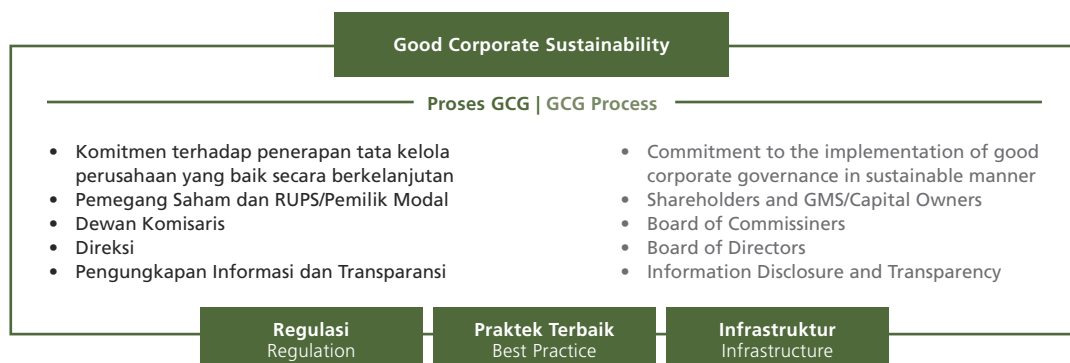 Good Corporate Sustainability
Proses GCG | GCG Process
• Komitmen terhadap penerapan tata kelola
perusahaan yang baik secara berkelanjutan
• Pemegang Saham dan RUPS/Pemilik Modal
• Dewan Komisaris
• Direksi
• Pengungkapan Informasi dan Transparansi
• Commitment to the implementation of good
corporate governance in sustainable manner
• Shareholders and GMS/Capital Owners
• Board of Commissiners
• Board of Directors
• Information Disclosure and Transparency
Regulasi
Regulation
Praktek Terbaik
Best Practice
Infrastruktur
Infrastructure